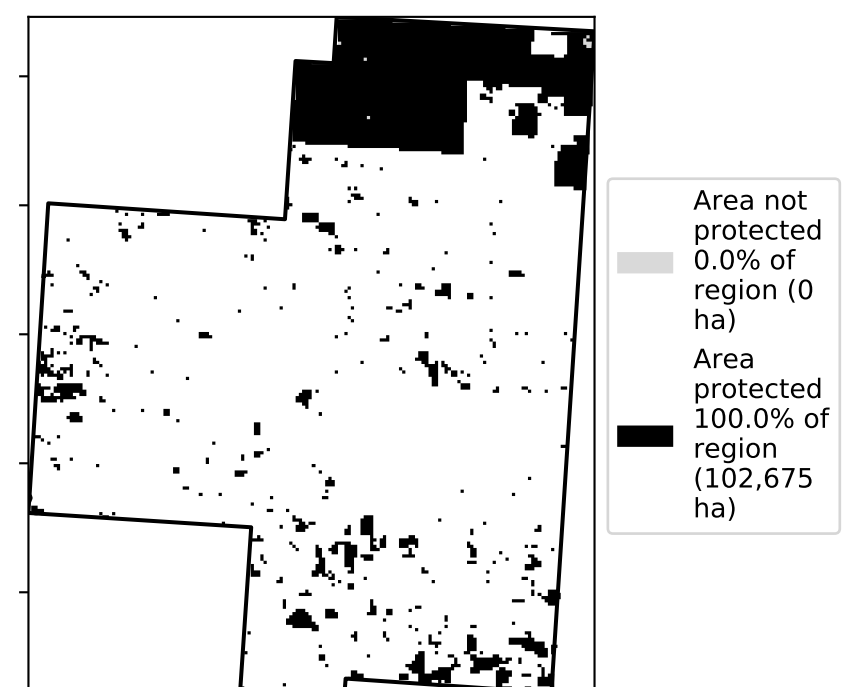 Area not
protected
0.0% of
region (0
ha)
Area
protected
100.0% of
region
(102,675
ha)